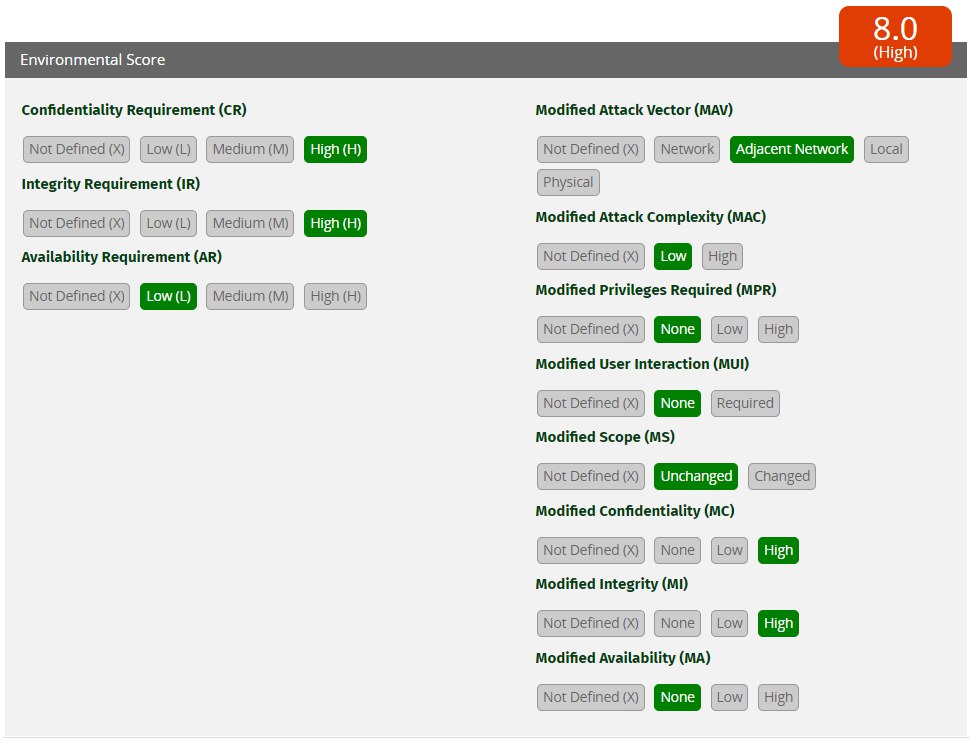 8.0
(High)
Environmental Score
Confidentiality Requirement (CR)
Not Defined (X) Low (L) Medium (M) High (H)
Integrity Requirement (IR)
Not Defined (X) Low (L) Medium (M) High (H)
Availability Requirement (AR)
Not Defined (X) Low (L) Medium (M) High (H)
Modified Attack Vector (MAV)
Not Defined (X) Network Adjacent Network Local
Physical
Modified Attack Complexity (MAC)
Not Defined (X) Low High
Modified Privileges Required (MPR)
Not Defined (X) None Low High
Modified User Interaction (MUI)
Not Defined (X) None Required
Modified Scope (MS)
Not Defined (X) Unchanged Changed
Modified Confidentiality (MC)
Not Defined (X) None Low High
Modified Integrity (MI)
Not Defined (X) None Low High
Modified Availability (MA)
Not Defined (X) None Low High